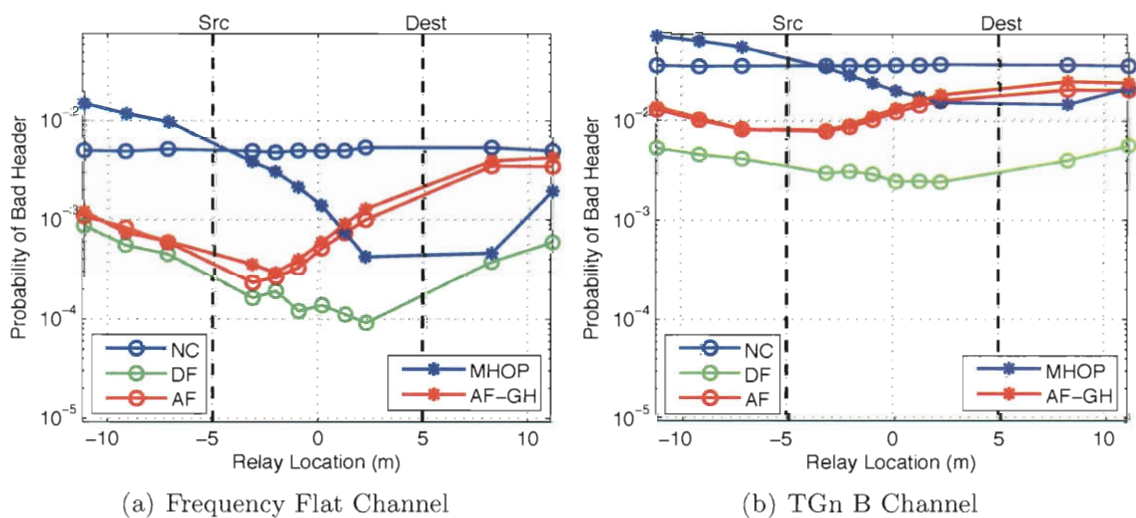 Src Dest
Probability of Bad Header
10⁻²
10⁻³
10⁻⁴
10⁻⁵
NC
DF
AF
MHOP
AF-GH
-10 -5 0 5 10
Relay Location (m)
(a) Frequency Flat Channel
Src Dest
Probability of Bad Header
10⁻²
10⁻³
10⁻⁴
10⁻⁵
NC
DF
AF
MHOP
AF-GH
-10 -5 0 5 10
Relay Location (m)
(b) TGn B Channel